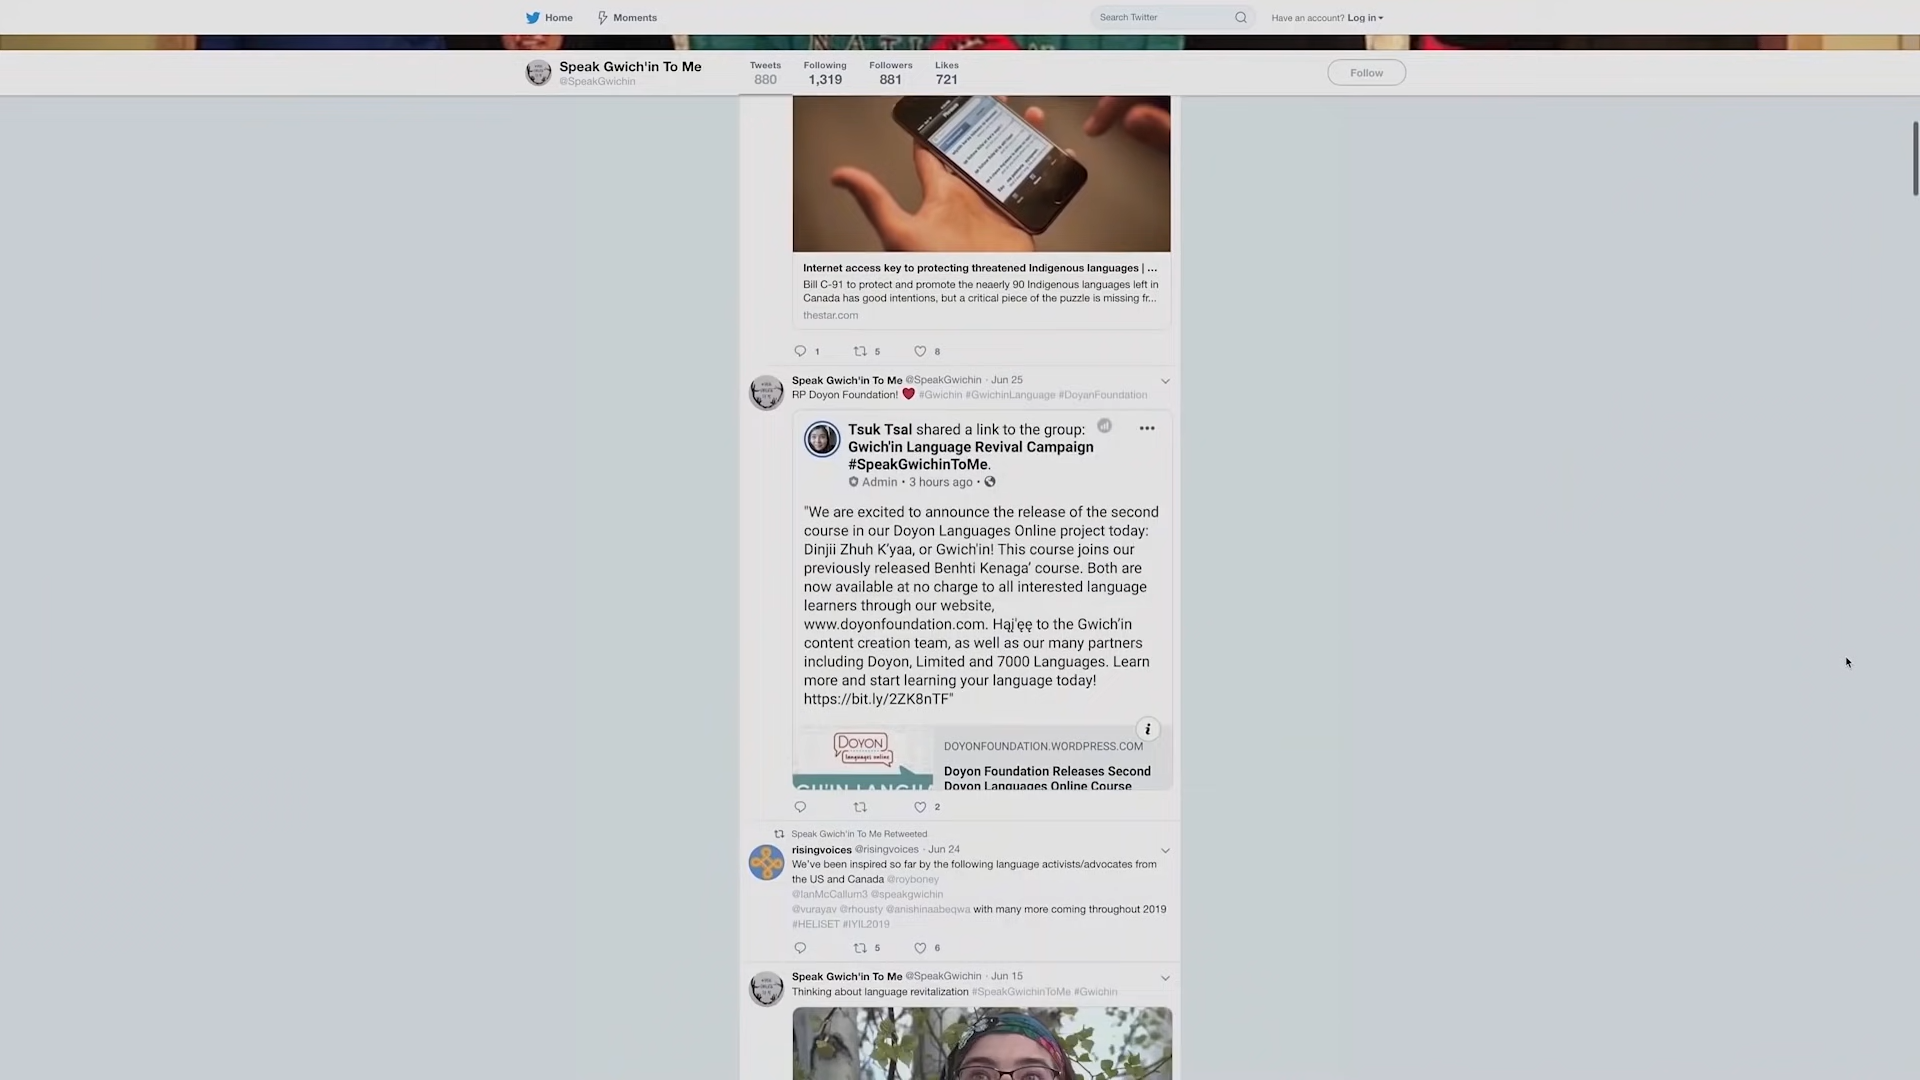 Home
Moments
Search Twitter
Have an account? Log in
Speak Gwich'in To Me
@SpeakGwichin
Tweets
880
Following
1,319
Followers
881
Likes
721
Follow
Internet access key to protecting threatened Indigenous languages | ...
Bill C-91 to protect and promote the neaerly 90 Indigenous languages left in
Canada has good intentions, but a critical piece of the puzzle is missing fr...
thestar.com
1
5
8
Speak Gwich'in To Me @SpeakGwichin · Jun 25
RP Doyon Foundation! ❤ #Gwichin #GwichinLanguage #DoyanFoundation
Tsuk Tsal shared a link to the group:
Gwich'in Language Revival Campaign
#SpeakGwichinToMe.
Admin • 3 hours ago •
"We are excited to announce the release of the second
course in our Doyon Languages Online project today:
Dinjii Zhuh K'yaa, or Gwich'in! This course joins our
previously released Benhti Kenaga' course. Both are
now available at no charge to all interested language
learners through our website,
www.doyonfoundation.com. Hąį'ęę to the Gwich'in
content creation team, as well as our many partners
including Doyon, Limited and 7000 Languages. Learn
more and start learning your language today!
https://bit.ly/2ZK8nTF"
DOYON
languages online
DOYONFOUNDATION.WORDPRESS.COM
Doyon Foundation Releases Second
Doyon Languages Online Course
2
Speak Gwich'in To Me Retweeted
risingvoices @risingvoices · Jun 24
We've been inspired so far by the following language activists/advocates from
the US and Canada @royboney
@IanMcCallum3 @speakgwichin
@vurayav @rhousty @anishinaabeqwa with many more coming throughout 2019
#HELISET #IYIL2019
5
6
Speak Gwich'in To Me @SpeakGwichin · Jun 15
Thinking about language revitalization #SpeakGwichinToMe #Gwichin